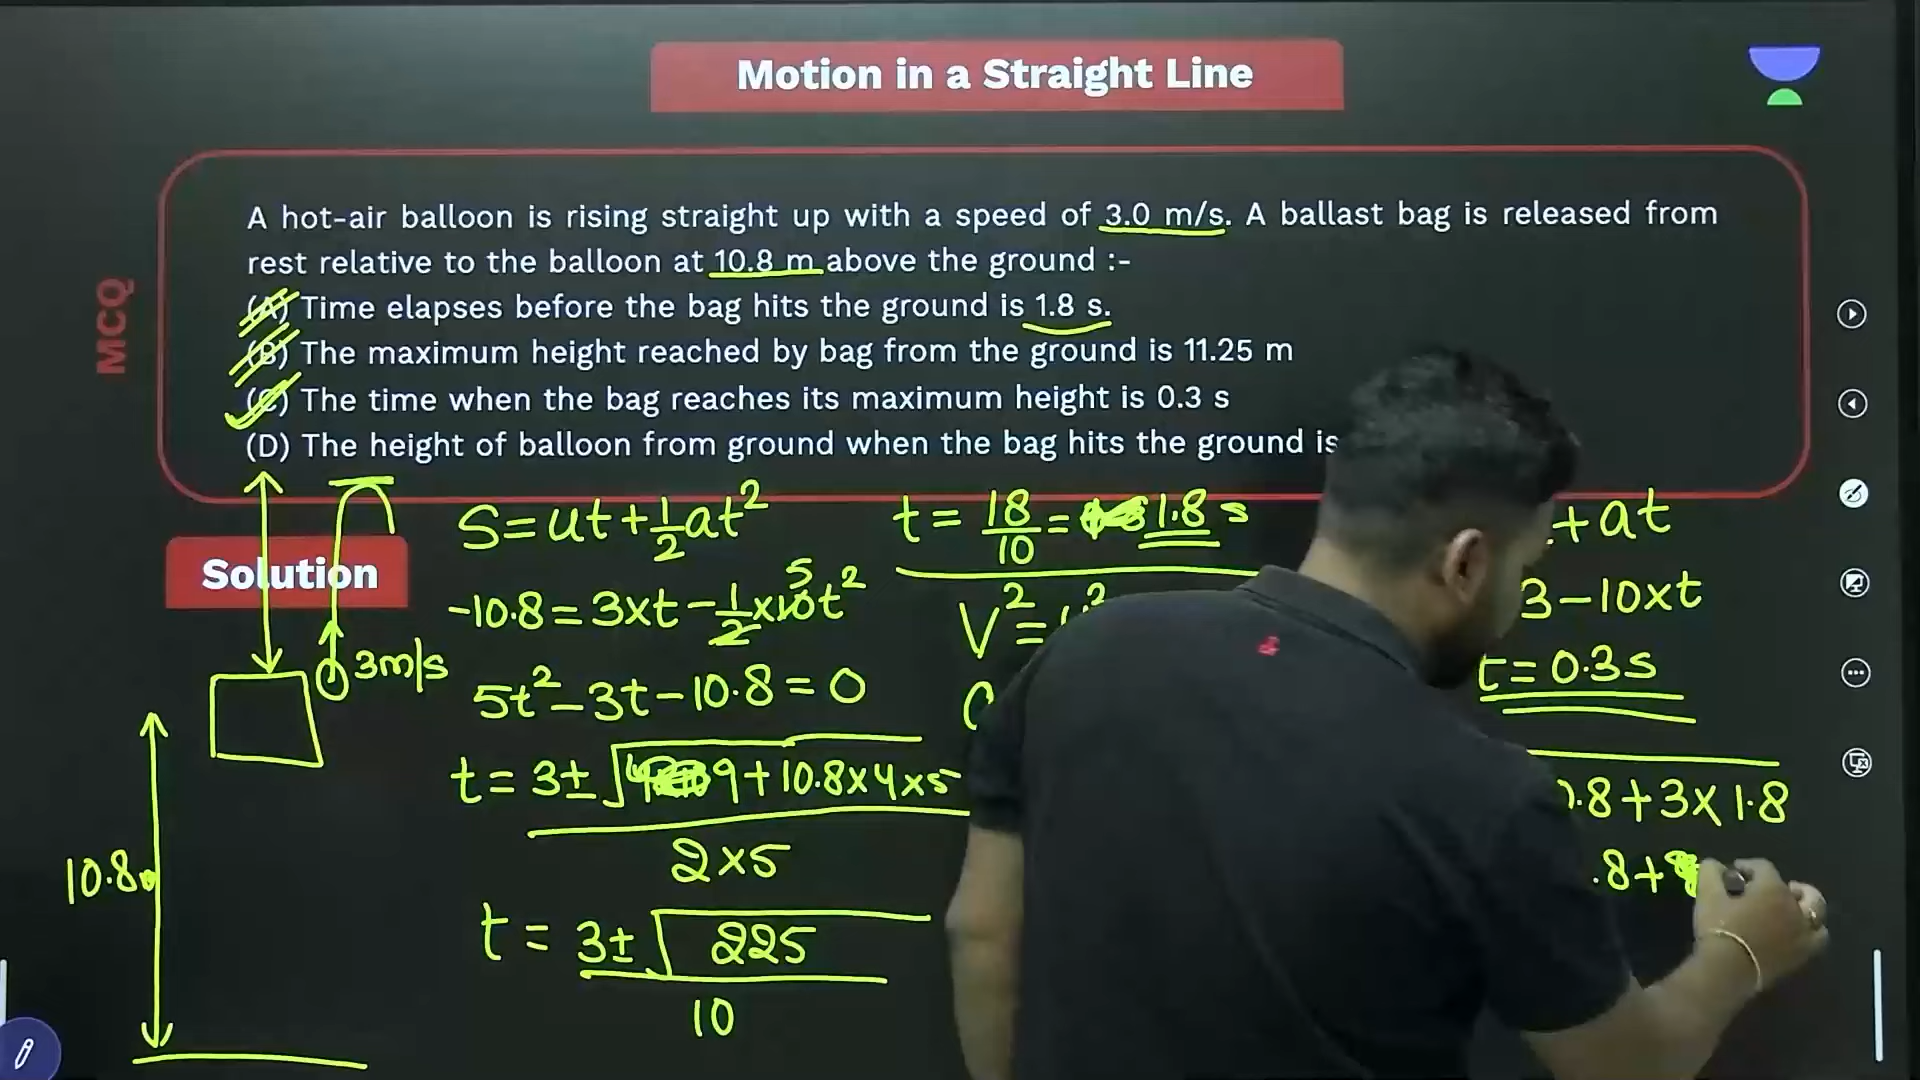 Motion in a Straight Line
MCQ
A hot-air balloon is rising straight up with a speed of 3.0 m/s. A ballast bag is released from
rest relative to the balloon at 10.8 m above the ground :-
(A) Time elapses before the bag hits the ground is 1.8 s.
(B) The maximum height reached by bag from the ground is 11.25 m
(C) The time when the bag reaches its maximum height is 0.3 s
(D) The height of balloon from ground when the bag hits the ground is
Solution
3m/s
10.8
S=ut+1/2at²
-10.8=3xt-1/2x10t²
5
5t²-3t-10.8=0
t=3±√9+10.8x4x5
2x5
t=3±√225
10
t=18/10=1.8s
V²=
+at
3-10xt
t=0.3s
.8+3x1.8
.8+